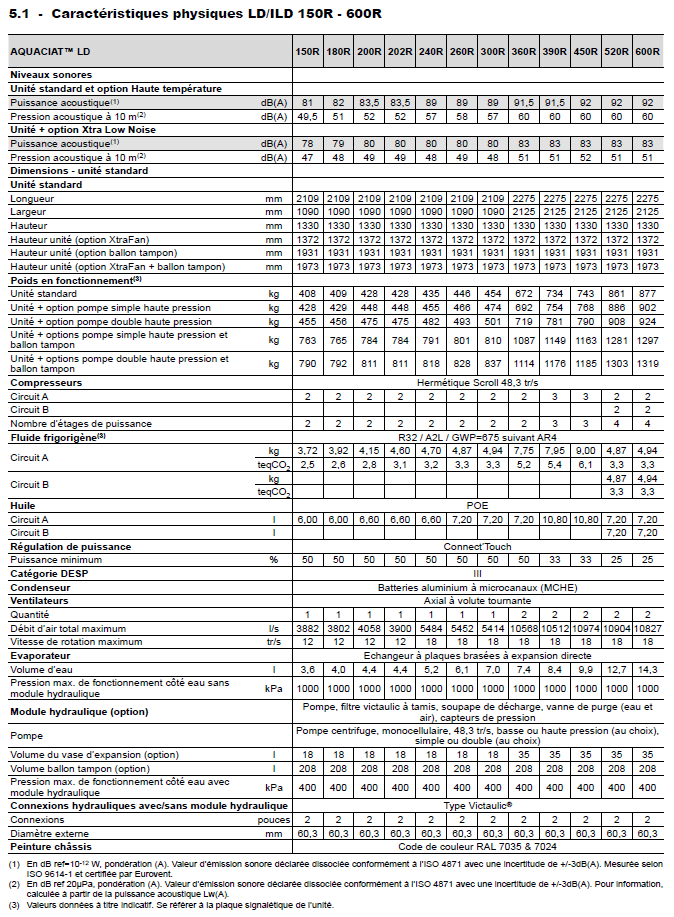 5.1 - Caractéristiques physiques LD/ILD 150R - 600R
AQUACIAT™ LD 150R 180R 200R 202R 240R 260R 300R 360R 390R 450R 520R 600R
Niveaux sonores
Unité standard et option Haute température
Puissance acoustique(1) dB(A) 81 82 83,5 83,5 89 89 89 91,5 91,5 92 92 92
Pression acoustique à 10 m(2) dB(A) 49,5 51 52 52 57 58 57 60 60 60 60 60
Unité + option Xtra Low Noise
Puissance acoustique(1) dB(A) 78 79 80 80 80 80 80 83 83 83 83 83
Pression acoustique à 10 m(2) dB(A) 47 48 49 49 48 49 48 51 51 52 51 51
Dimensions - unité standard
Unité standard
Longueur mm 2109 2109 2109 2109 2109 2109 2109 2275 2275 2275 2275 2275
Largeur mm 1090 1090 1090 1090 1090 1090 1090 2125 2125 2125 2125 2125
Hauteur mm 1330 1330 1330 1330 1330 1330 1330 1330 1330 1330 1330 1330
Hauteur unité (option XtraFan) mm 1372 1372 1372 1372 1372 1372 1372 1372 1372 1372 1372 1372
Hauteur unité (option ballon tampon) mm 1931 1931 1931 1931 1931 1931 1931 1931 1931 1931 1931 1931
Hauteur unité (option XtraFan + ballon tampon) mm 1973 1973 1973 1973 1973 1973 1973 1973 1973 1973 1973 1973
Poids en fonctionnement(3)
Unité standard kg 408 409 428 428 435 446 454 672 734 743 861 877
Unité + option pompe simple haute pression kg 428 429 448 448 455 466 474 692 754 768 886 902
Unité + option pompe double haute pression kg 455 456 475 475 482 493 501 719 781 790 908 924
Unité + options pompe simple haute pression et
ballon tampon kg 763 765 784 784 791 801 810 1087 1149 1163 1281 1297
Unité + options pompe double haute pression et
ballon tampon kg 790 792 811 811 818 828 837 1114 1176 1185 1303 1319
Compresseurs Hermétique Scroll 48,3 tr/s
Circuit A 2 2 2 2 2 2 2 2 3 3 2 2
Circuit B 2 2
Nombre d'étages de puissance 2 2 2 2 2 2 2 2 3 3 4 4
Fluide frigorigène(3) R32 / A2L / GWP=675 suivant AR4
Circuit A kg 3,72 3,92 4,15 4,60 4,70 4,87 4,94 7,75 7,95 9,00 4,87 4,94
teqCO2 2,5 2,6 2,8 3,1 3,2 3,3 3,3 5,2 5,4 6,1 3,3 3,3
Circuit B kg 4,87 4,94
teqCO2 3,3 3,3
Huile POE
Circuit A l 6,00 6,00 6,60 6,60 6,60 7,20 7,20 7,20 10,80 10,80 7,20 7,20
Circuit B l 7,20 7,20
Régulation de puissance Connect'Touch
Puissance minimum % 50 50 50 50 50 50 50 50 33 33 25 25
Catégorie DESP III
Condenseur Batteries aluminium à microcanaux (MCHE)
Ventilateurs Axial à volute tournante
Quantité 1 1 1 1 1 1 1 2 2 2 2 2
Débit d'air total maximum l/s 3882 3802 4058 3900 5484 5452 5414 10568 10512 10974 10904 10827
Vitesse de rotation maximum tr/s 12 12 12 12 18 18 18 18 18 18 18 18
Evaporateur Echangeur à plaques brasées à expansion directe
Volume d'eau l 3,6 4,0 4,4 4,4 5,2 6,1 7,0 7,4 8,4 9,9 12,7 14,3
Pression max. de fonctionnement côté eau sans
module hydraulique kPa 1000 1000 1000 1000 1000 1000 1000 1000 1000 1000 1000 1000
Module hydraulique (option) Pompe, filtre victaulic à tamis, soupape de décharge, vanne de purge (eau et
air), capteurs de pression
Pompe Pompe centrifuge, monocellulaire, 48,3 tr/s, basse ou haute pression (au choix),
simple ou double (au choix)
Volume du vase d'expansion (option) l 18 18 18 18 18 18 18 35 35 35 35 35
Volume ballon tampon (option) l 208 208 208 208 208 208 208 208 208 208 208 208
Pression max. de fonctionnement côté eau avec
module hydraulique kPa 400 400 400 400 400 400 400 400 400 400 400 400
Connexions hydrauliques avec/sans module hydraulique Type Victaulic®
Connexions pouces 2 2 2 2 2 2 2 2 2 2 2 2
Diamètre externe mm 60,3 60,3 60,3 60,3 60,3 60,3 60,3 60,3 60,3 60,3 60,3 60,3
Peinture châssis Code de couleur RAL 7035 & 7024
(1) En dB ref=10-12 W, pondération (A). Valeur d'émission sonore déclarée dissociée conformément à l'ISO 4871 avec une incertitude de +/-3dB(A). Mesurée selon
ISO 9614-1 et certifiée par Eurovent.
(2) En dB ref 20µPa, pondération (A). Valeur d'émission sonore déclarée dissociée conformément à l'ISO 4871 avec une incertitude de +/-3dB(A). Pour information,
calculée à partir de la puissance acoustique Lw(A).
(3) Valeurs données à titre indicatif. Se référer à la plaque signalétique de l'unité.